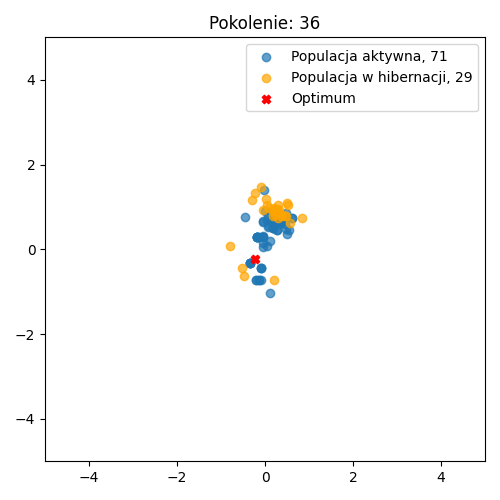 Pokolenie: 36
Populacja aktywna, 71
Populacja w hibernacji, 29
Optimum
4
2
0
−2
−4
−4 −2 0 2 4